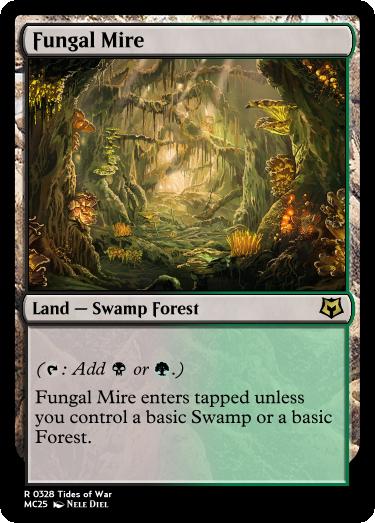 Fungal Mire
Land — Swamp Forest
(: Add  or .)
Fungal Mire enters tapped unless
you control a basic Swamp or a basic
Forest.
R 0328 Tides of War
MC25 Nele Diel